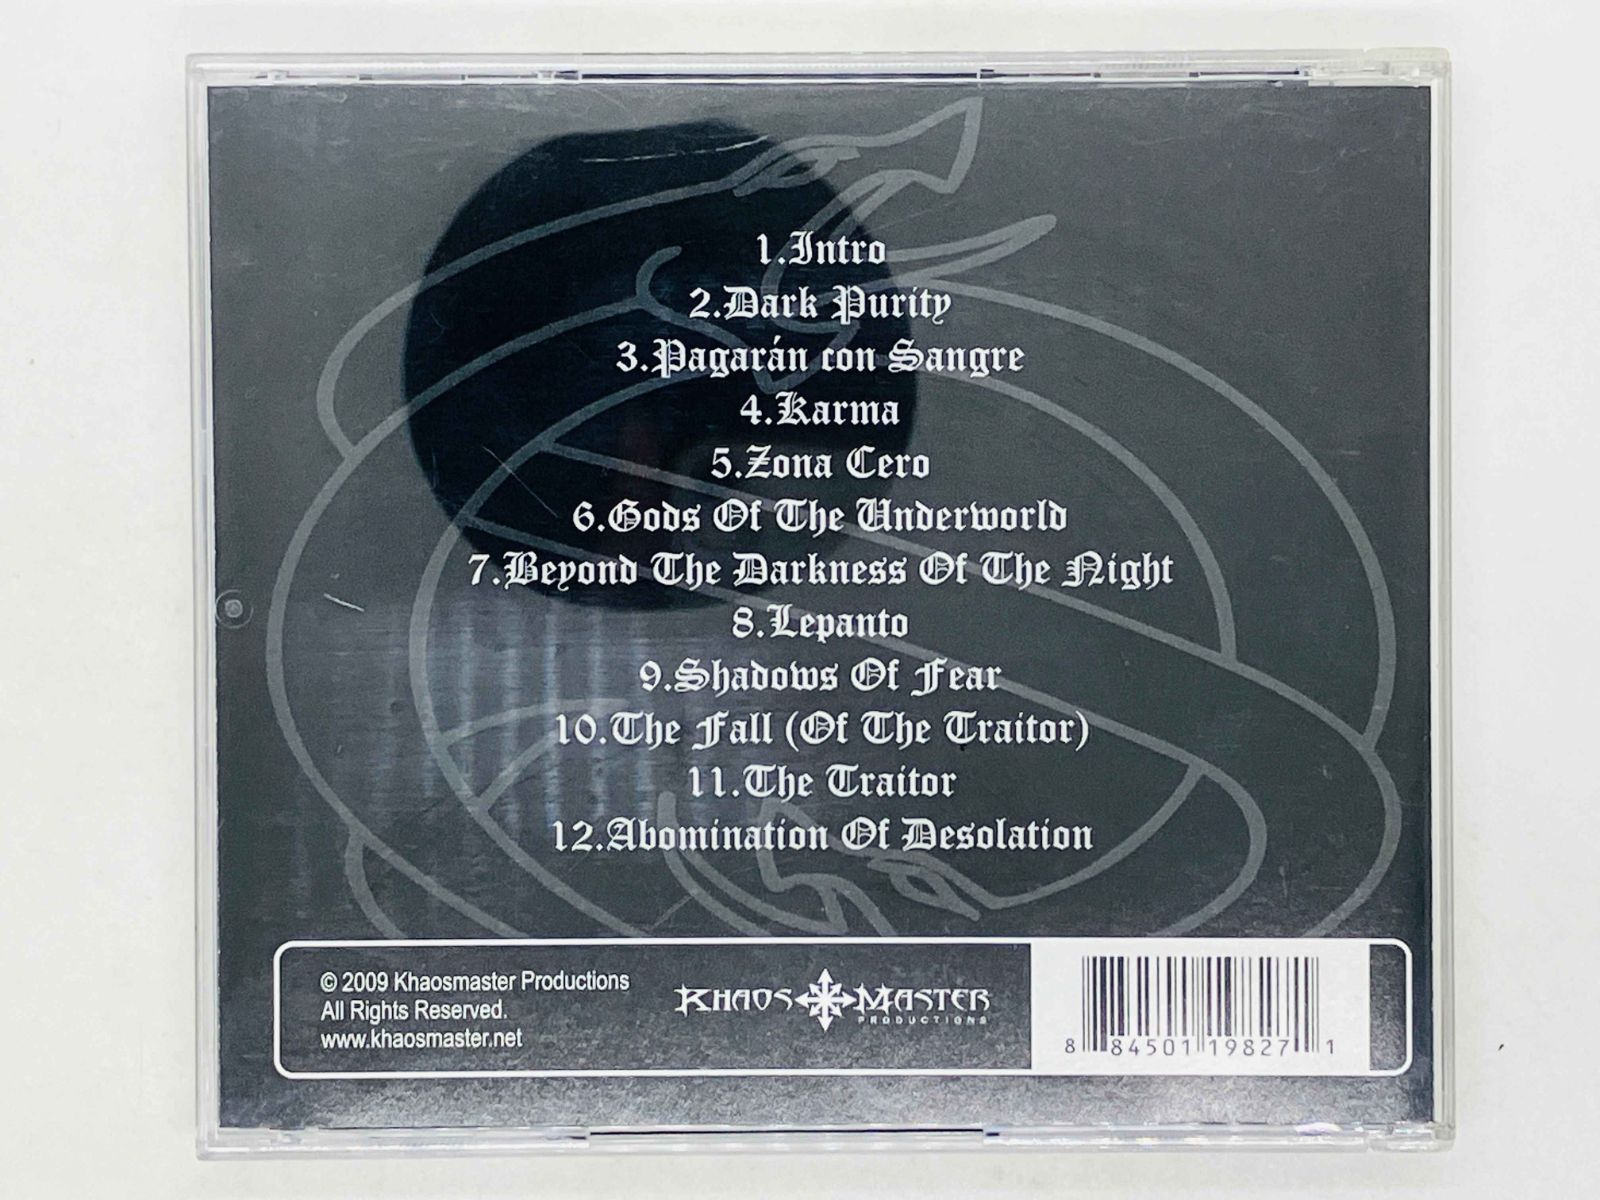 1.Intro
2.Dark Purity
3.Pagarán con Sangre
4.Karma
5.Zona Cero
6.Gods Of The Underworld
7.Beyond The Darkness Of The Night
8.Lepanto
9.Shadows Of Fear
10.The Fall (Of The Traitor)
11.The Traitor
12.Abomination Of Desolation
© 2009 Khaosmaster Productions
All Rights Reserved.
www.khaosmaster.net
KHAOS MASTER
PRODUCTIONS
8 84501 19827 1